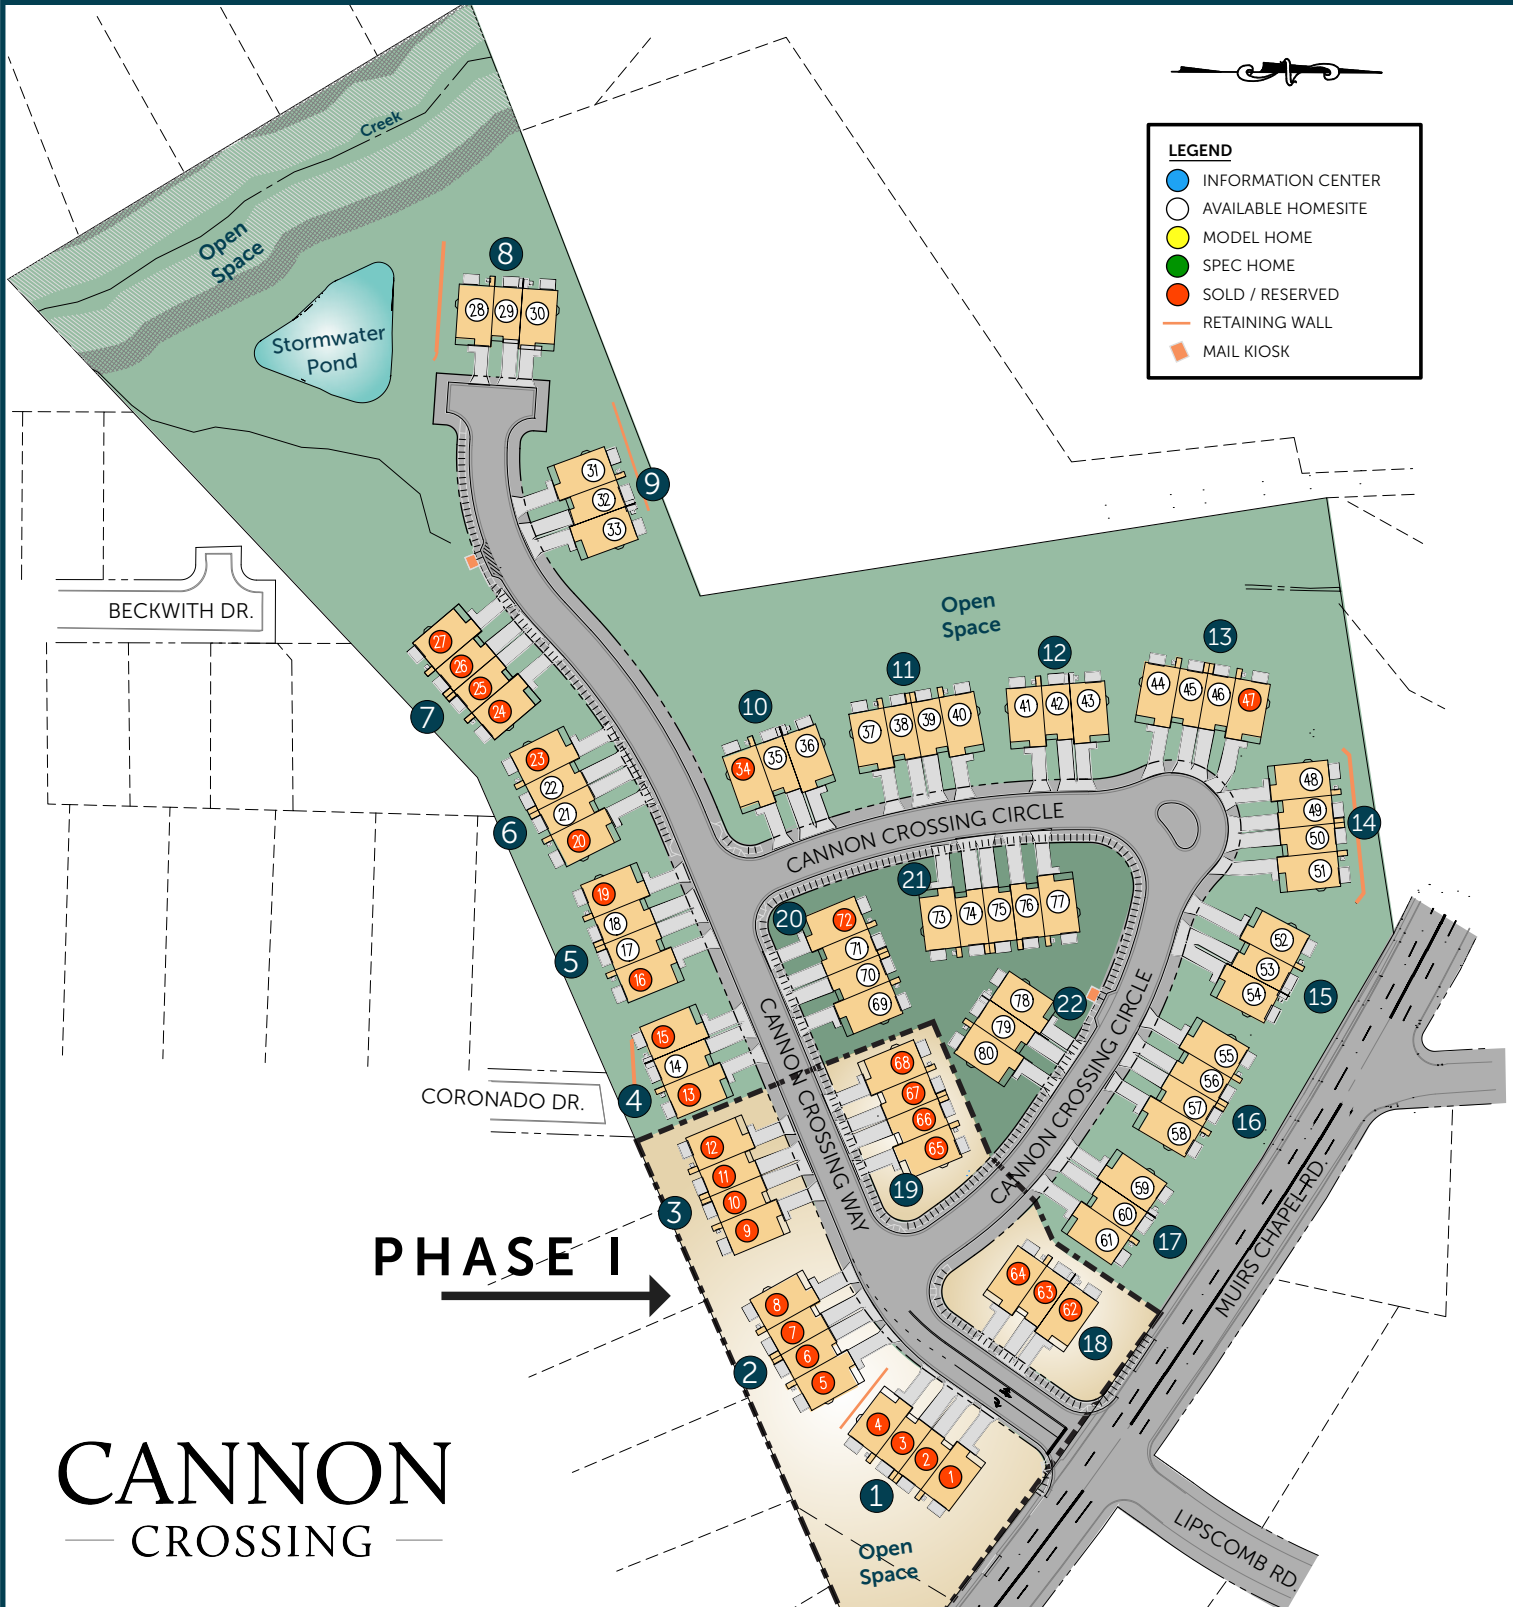 Creek
Open
Space
Stormwater
Pond
LEGEND
INFORMATION CENTER
AVAILABLE HOMESITE
MODEL HOME
SPEC HOME
SOLD / RESERVED
RETAINING WALL
MAIL KIOSK
8
28 29 30
9
31
32
33
BECKWITH DR.
Open
Space
7
27
26
25
24
6
23
22
21
20
10
34 35 36
11
37 38 39 40
12
41 42 43
13
44 45 46 47
14
48
49
50
51
CANNON CROSSING CIRCLE
5
19
18
17
16
20
72
71
70
69
21
73 74 75 76 77
22
78
79
80
15
52
53
54
4
15
14
13
CORONADO DR.
CANNON CROSSING WAY
CANNON CROSSING CIRCLE
16
55
56
57
58
3
12
11
10
9
19
68
67
66
65
17
59
60
61
PHASE I
MUIRS CHAPEL RD.
2
8
7
6
5
18
64
63
62
1
4
3
2
1
Open
Space
LIPSCOMB RD.
CANNON
CROSSING